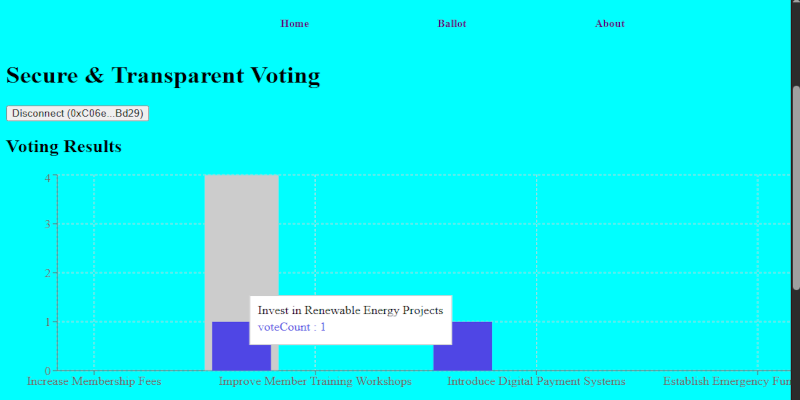 Home Ballot About
Secure & Transparent Voting
Disconnect (0xC06e...Bd29)
Voting Results
4
3
2
1
0
Invest in Renewable Energy Projects
voteCount : 1
Increase Membership Fees Improve Member Training Workshops Introduce Digital Payment Systems Establish Emergency Fun